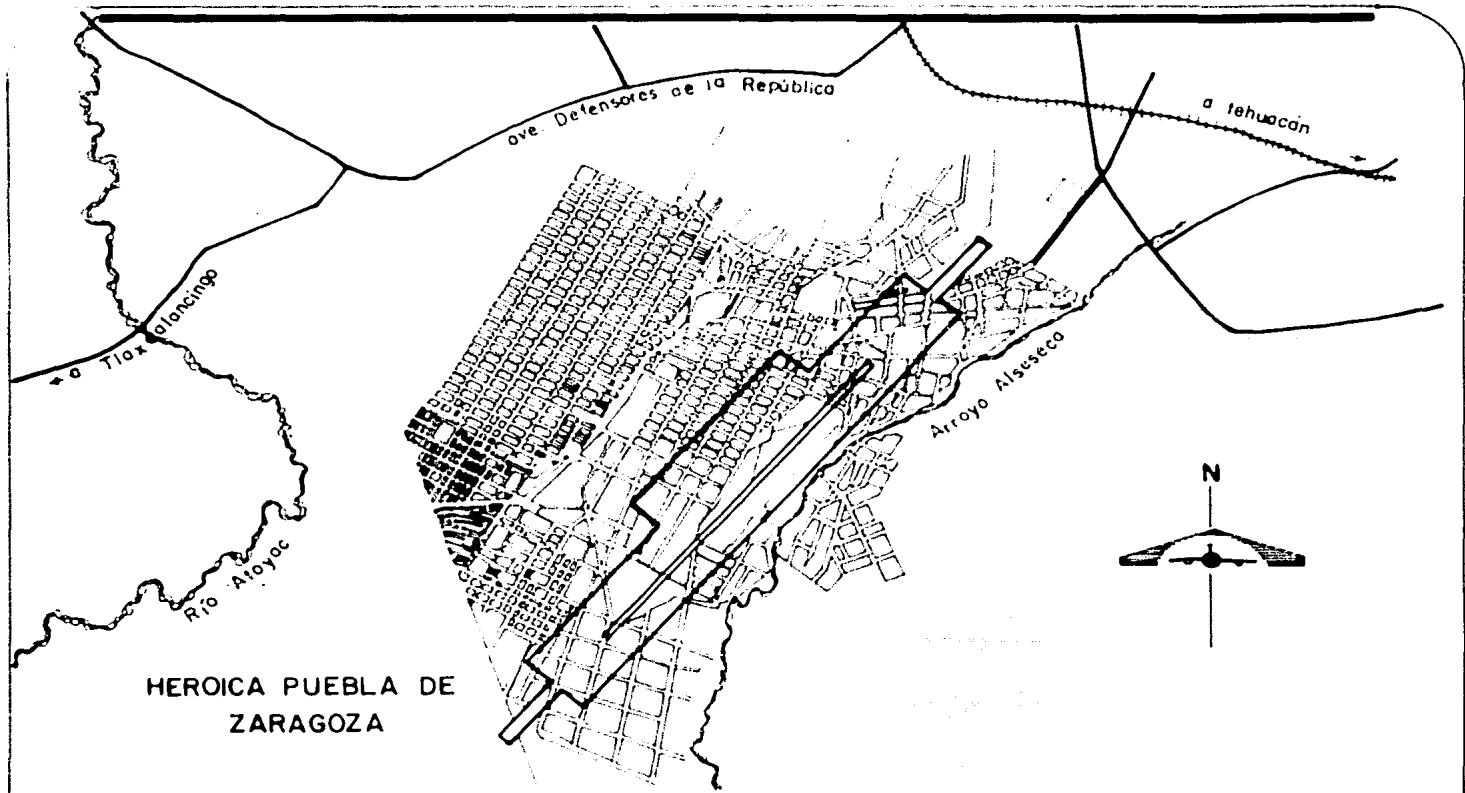 ave. Defensores de la República
a tehuacán
a Tlaxcalancingo
Arroyo Alseseca
N
Río Atoyac
HEROICA PUEBLA DE
ZARAGOZA